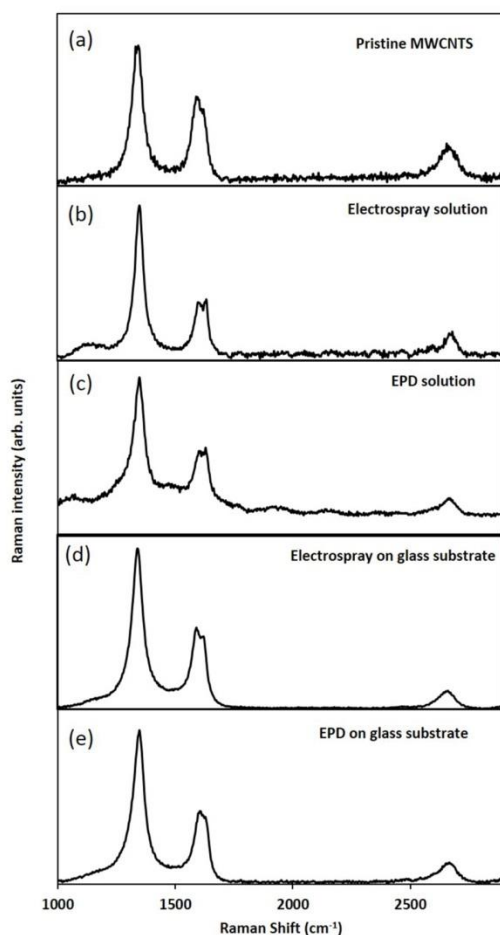 (a)
Pristine MWCNTS
(b)
Electrospray solution
(c)
EPD solution
(d)
Electrospray on glass substrate
(e)
EPD on glass substrate
Raman intensity (arb. units)
1000 1500 2000 2500
Raman Shift (cm⁻¹)